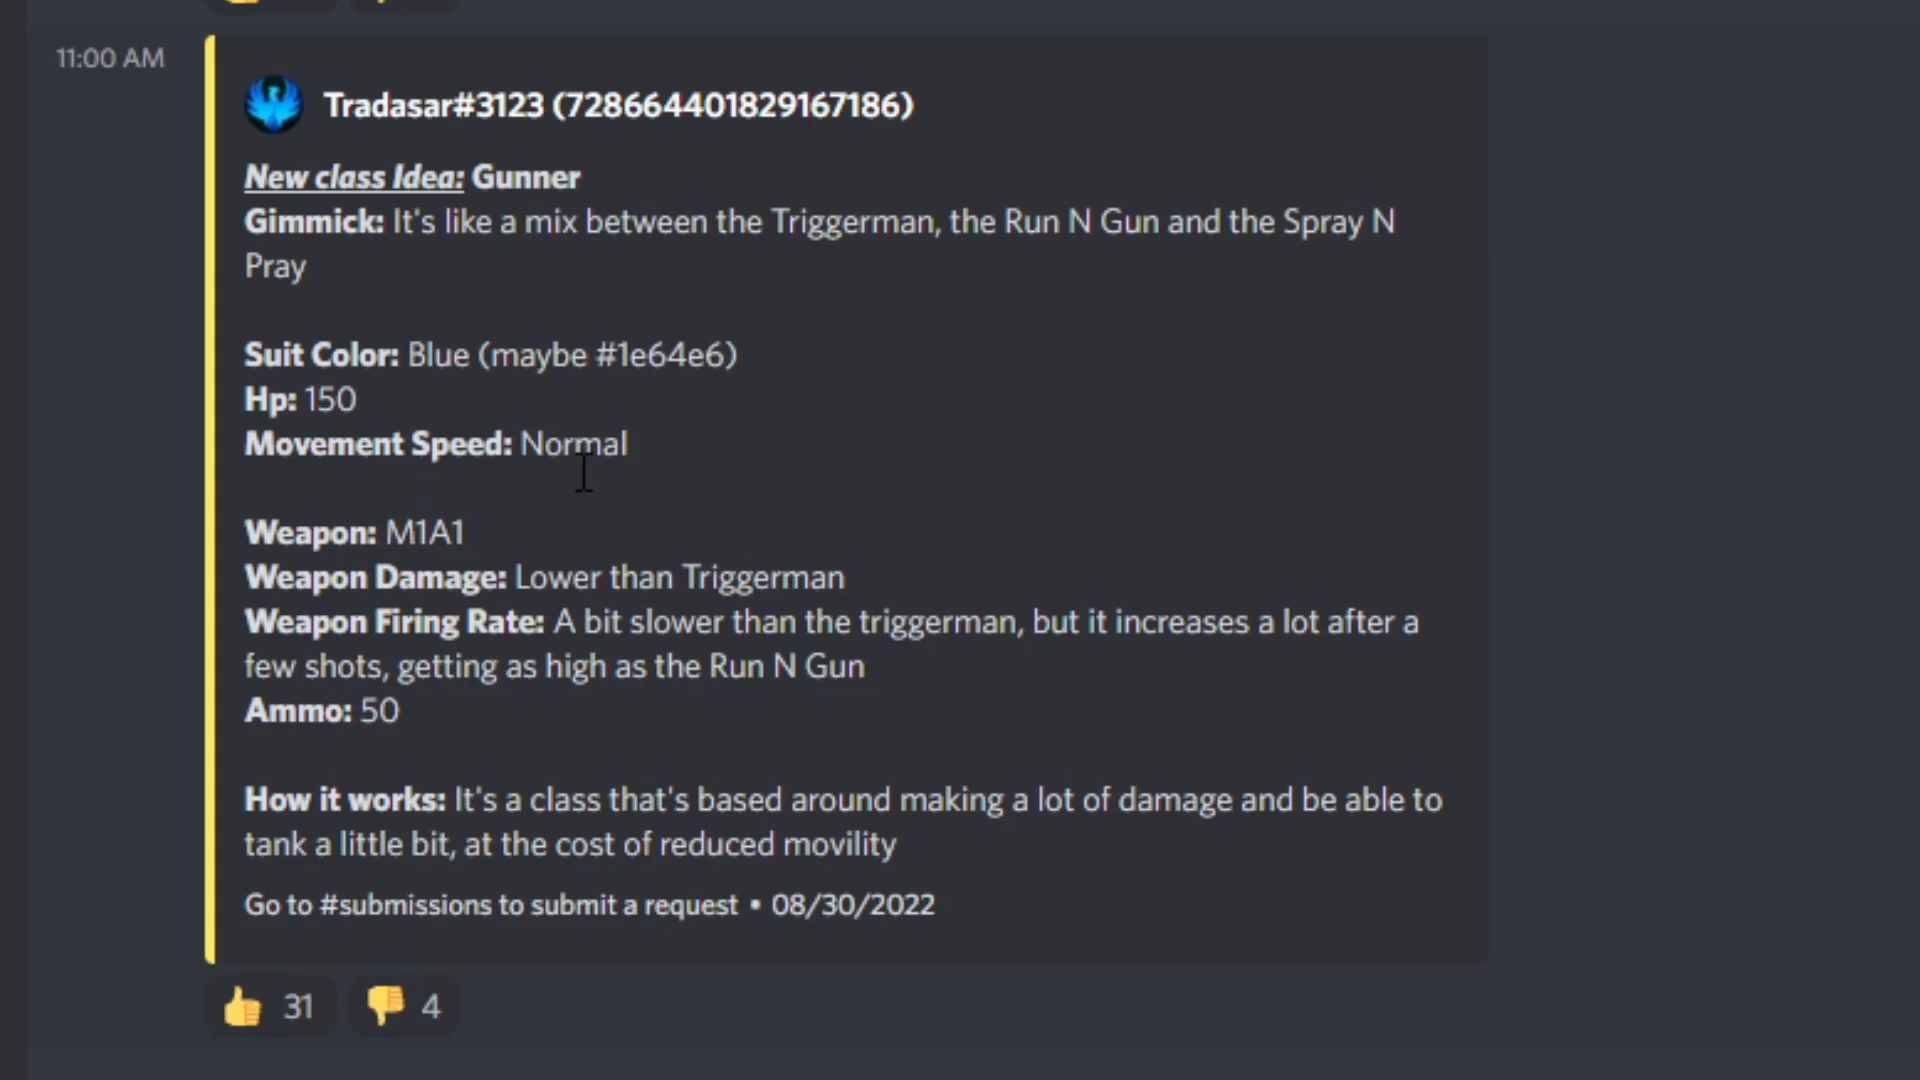 11:00 AM
Tradasar#3123 (728664401829167186)
New class Idea: Gunner
Gimmick: It's like a mix between the Triggerman, the Run N Gun and the Spray N
Pray
Suit Color: Blue (maybe #1e64e6)
Hp: 150
Movement Speed: Normal
Weapon: M1A1
Weapon Damage: Lower than Triggerman
Weapon Firing Rate: A bit slower than the triggerman, but it increases a lot after a
few shots, getting as high as the Run N Gun
Ammo: 50
How it works: It's a class that's based around making a lot of damage and be able to
tank a little bit, at the cost of reduced movility
Go to #submissions to submit a request • 08/30/2022
31 4